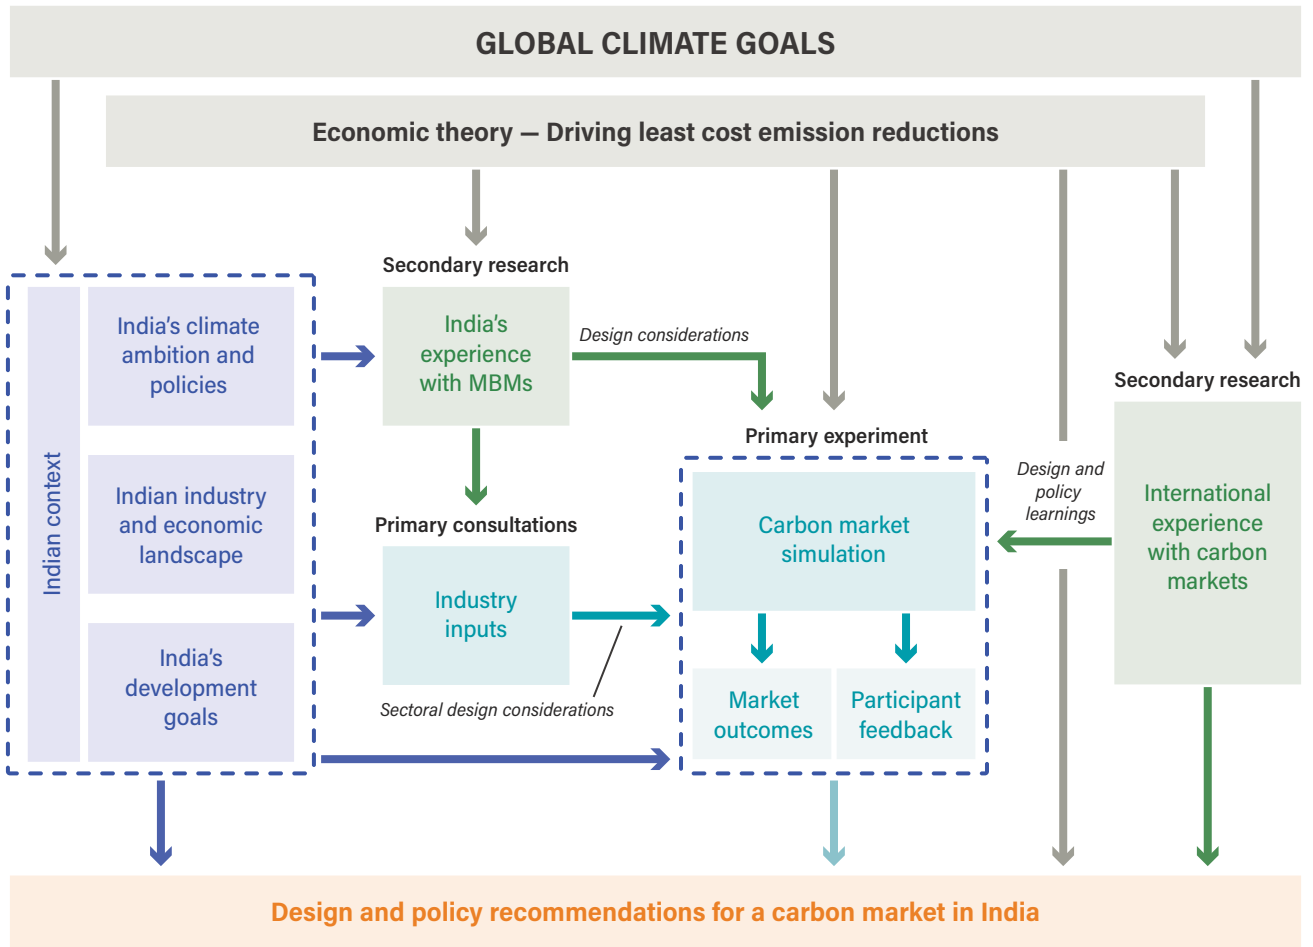 GLOBAL CLIMATE GOALS
Economic theory — Driving least cost emission reductions
Indian context
India’s climate
ambition and
policies
Indian industry
and economic
landscape
India’s
development
goals
Secondary research
India’s
experience
with MBMs
Design considerations
Primary consultations
Industry
inputs
Sectoral design considerations
Primary experiment
Carbon market
simulation
Market
outcomes
Participant
feedback
Design and
policy
learnings
Secondary research
International
experience
with carbon
markets
Design and policy recommendations for a carbon market in India